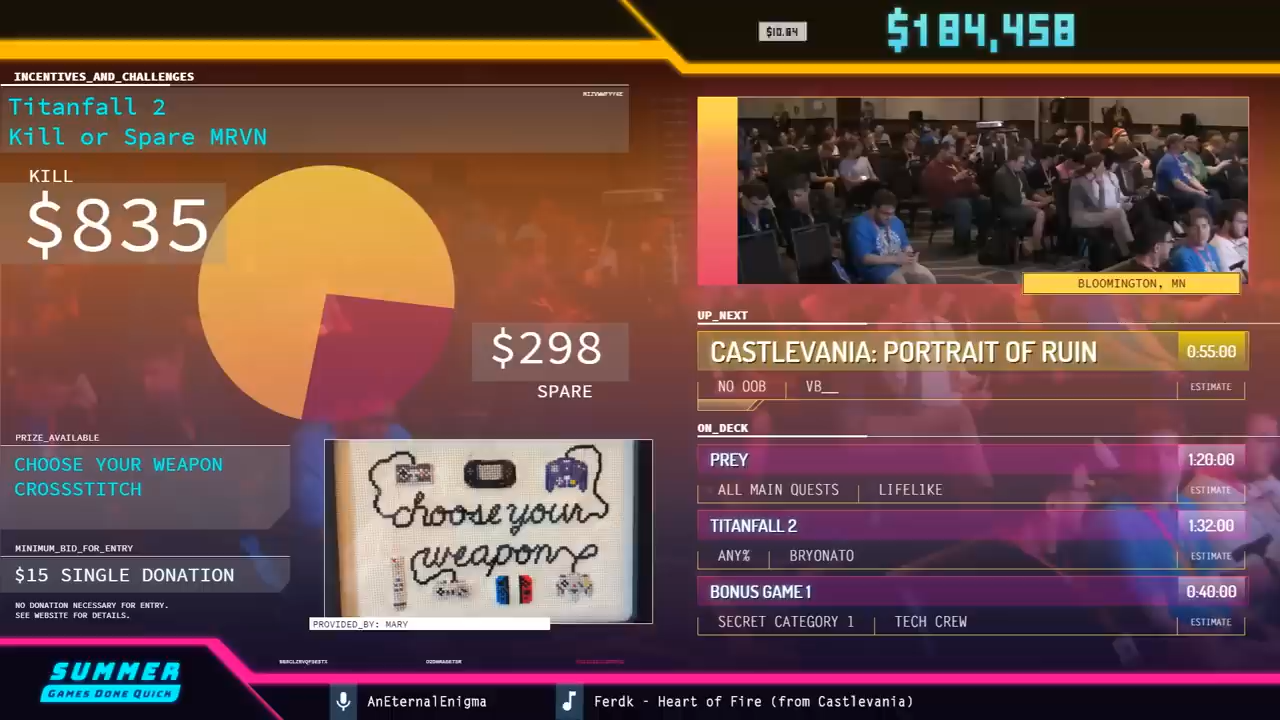 $10.84
$184,458
INCENTIVES_AND_CHALLENGES
Titanfall 2
Kill or Spare MRVN
KILL
$835
$298
SPARE
PRIZE_AVAILABLE
CHOOSE YOUR WEAPON
CROSSSTITCH
MINIMUM_BID_FOR_ENTRY
$15 SINGLE DONATION
NO DONATION NECESSARY FOR ENTRY.
SEE WEBSITE FOR DETAILS.
choose your
weapon
PROVIDED_BY: MARY
BLOOMINGTON, MN
UP_NEXT
CASTLEVANIA: PORTRAIT OF RUIN 0:55:00
NO OOB VB__ ESTIMATE
ON_DECK
PREY 1:20:00
ALL MAIN QUESTS LIFEL1KE ESTIMATE
TITANFALL 2 1:32:00
ANY% BRYONATO ESTIMATE
BONUS GAME 1 0:40:00
SECRET CATEGORY 1 TECH CREW ESTIMATE
SUMMER
GAMES DONE QUICK
AnEternalEnigma
Ferdk - Heart of Fire (from Castlevania)